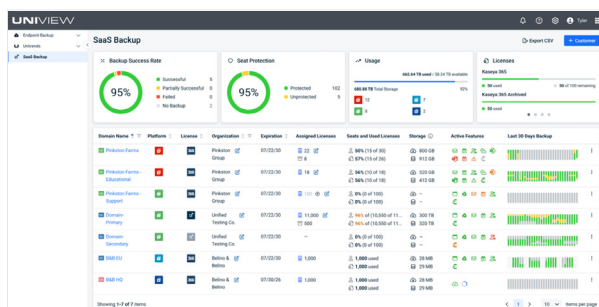 UNIVIEW
Tyler
Endpoint Backup
Unitrends
SaaS Backup
SaaS Backup
Export CSV
+ Customer
Backup Success Rate
95%
Successful 5
Partially Successful 0
Failed 0
No Backup 2
Seat Protection
95%
Protected 102
Unprotected 5
Usage
663.64 TB used / 58.24 TB available
680.88 TB Total Storage 92%
12
7
8
2
Licenses
Kaseya 365
50 used 50 of 100 remaining
Kaseya 365 Archived
50 used
Domain Name Platform License Organization Expiration Assigned Licenses Seats and Used Licenses Storage Active Features Last 30 Days Backup
Pinkston Farms 365 Pinkston Group 07/22/30 22 8 50% (15 of 30) 57% (15 of 26) 800 GB 912 GB
Pinkston Farms - Educational 365 Pinkston Group 07/22/30 18 56% (10 of 18) 56% (10 of 18) 520 GB 412 GB
Pinkston Farms - Support 365 Pinkston Group 07/22/30 100 0% (0 of 100) 0% (0 of 100) - -
Domain- Primary Unified Testing Co. 07/22/30 11,000 500 96% of (10,550 of 11... 96% of (10,550 of 11... 300 TB 320 TB
Domain- Secondary Unified Testing Co. 07/22/30 - 0% (0 of 100) 0% (0 of 100) - -
B&B EU 365 Belino & Belino 07/22/30 1,000 1,000 used 1,000 used 28 MB 29 MB
B&B HQ 365 Belino & Belino 07/30/26 1,000 1,000 used 1,000 used 28 MB 29 MB
Showing 1-7 of 7 items
1
10 items per page